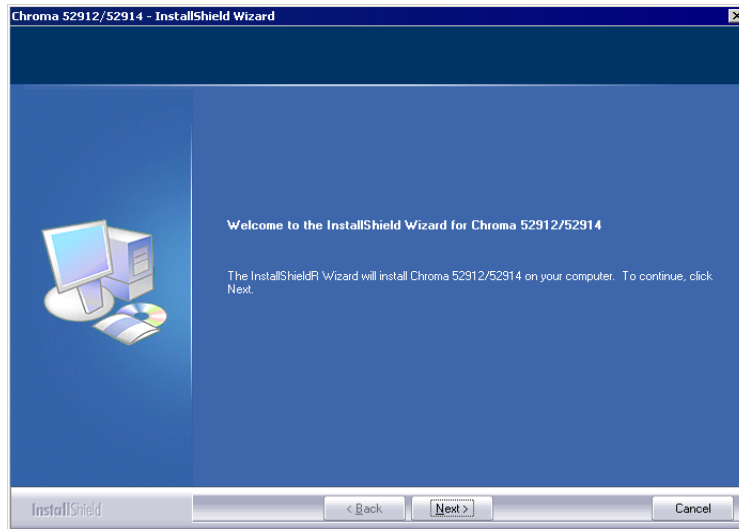 Chroma 52912/52914 - InstallShield Wizard
Welcome to the InstallShield Wizard for Chroma 52912/52914
The InstallShieldR Wizard will install Chroma 52912/52914 on your computer.  To continue, click
Next.
InstallShield
< Back
Next >
Cancel